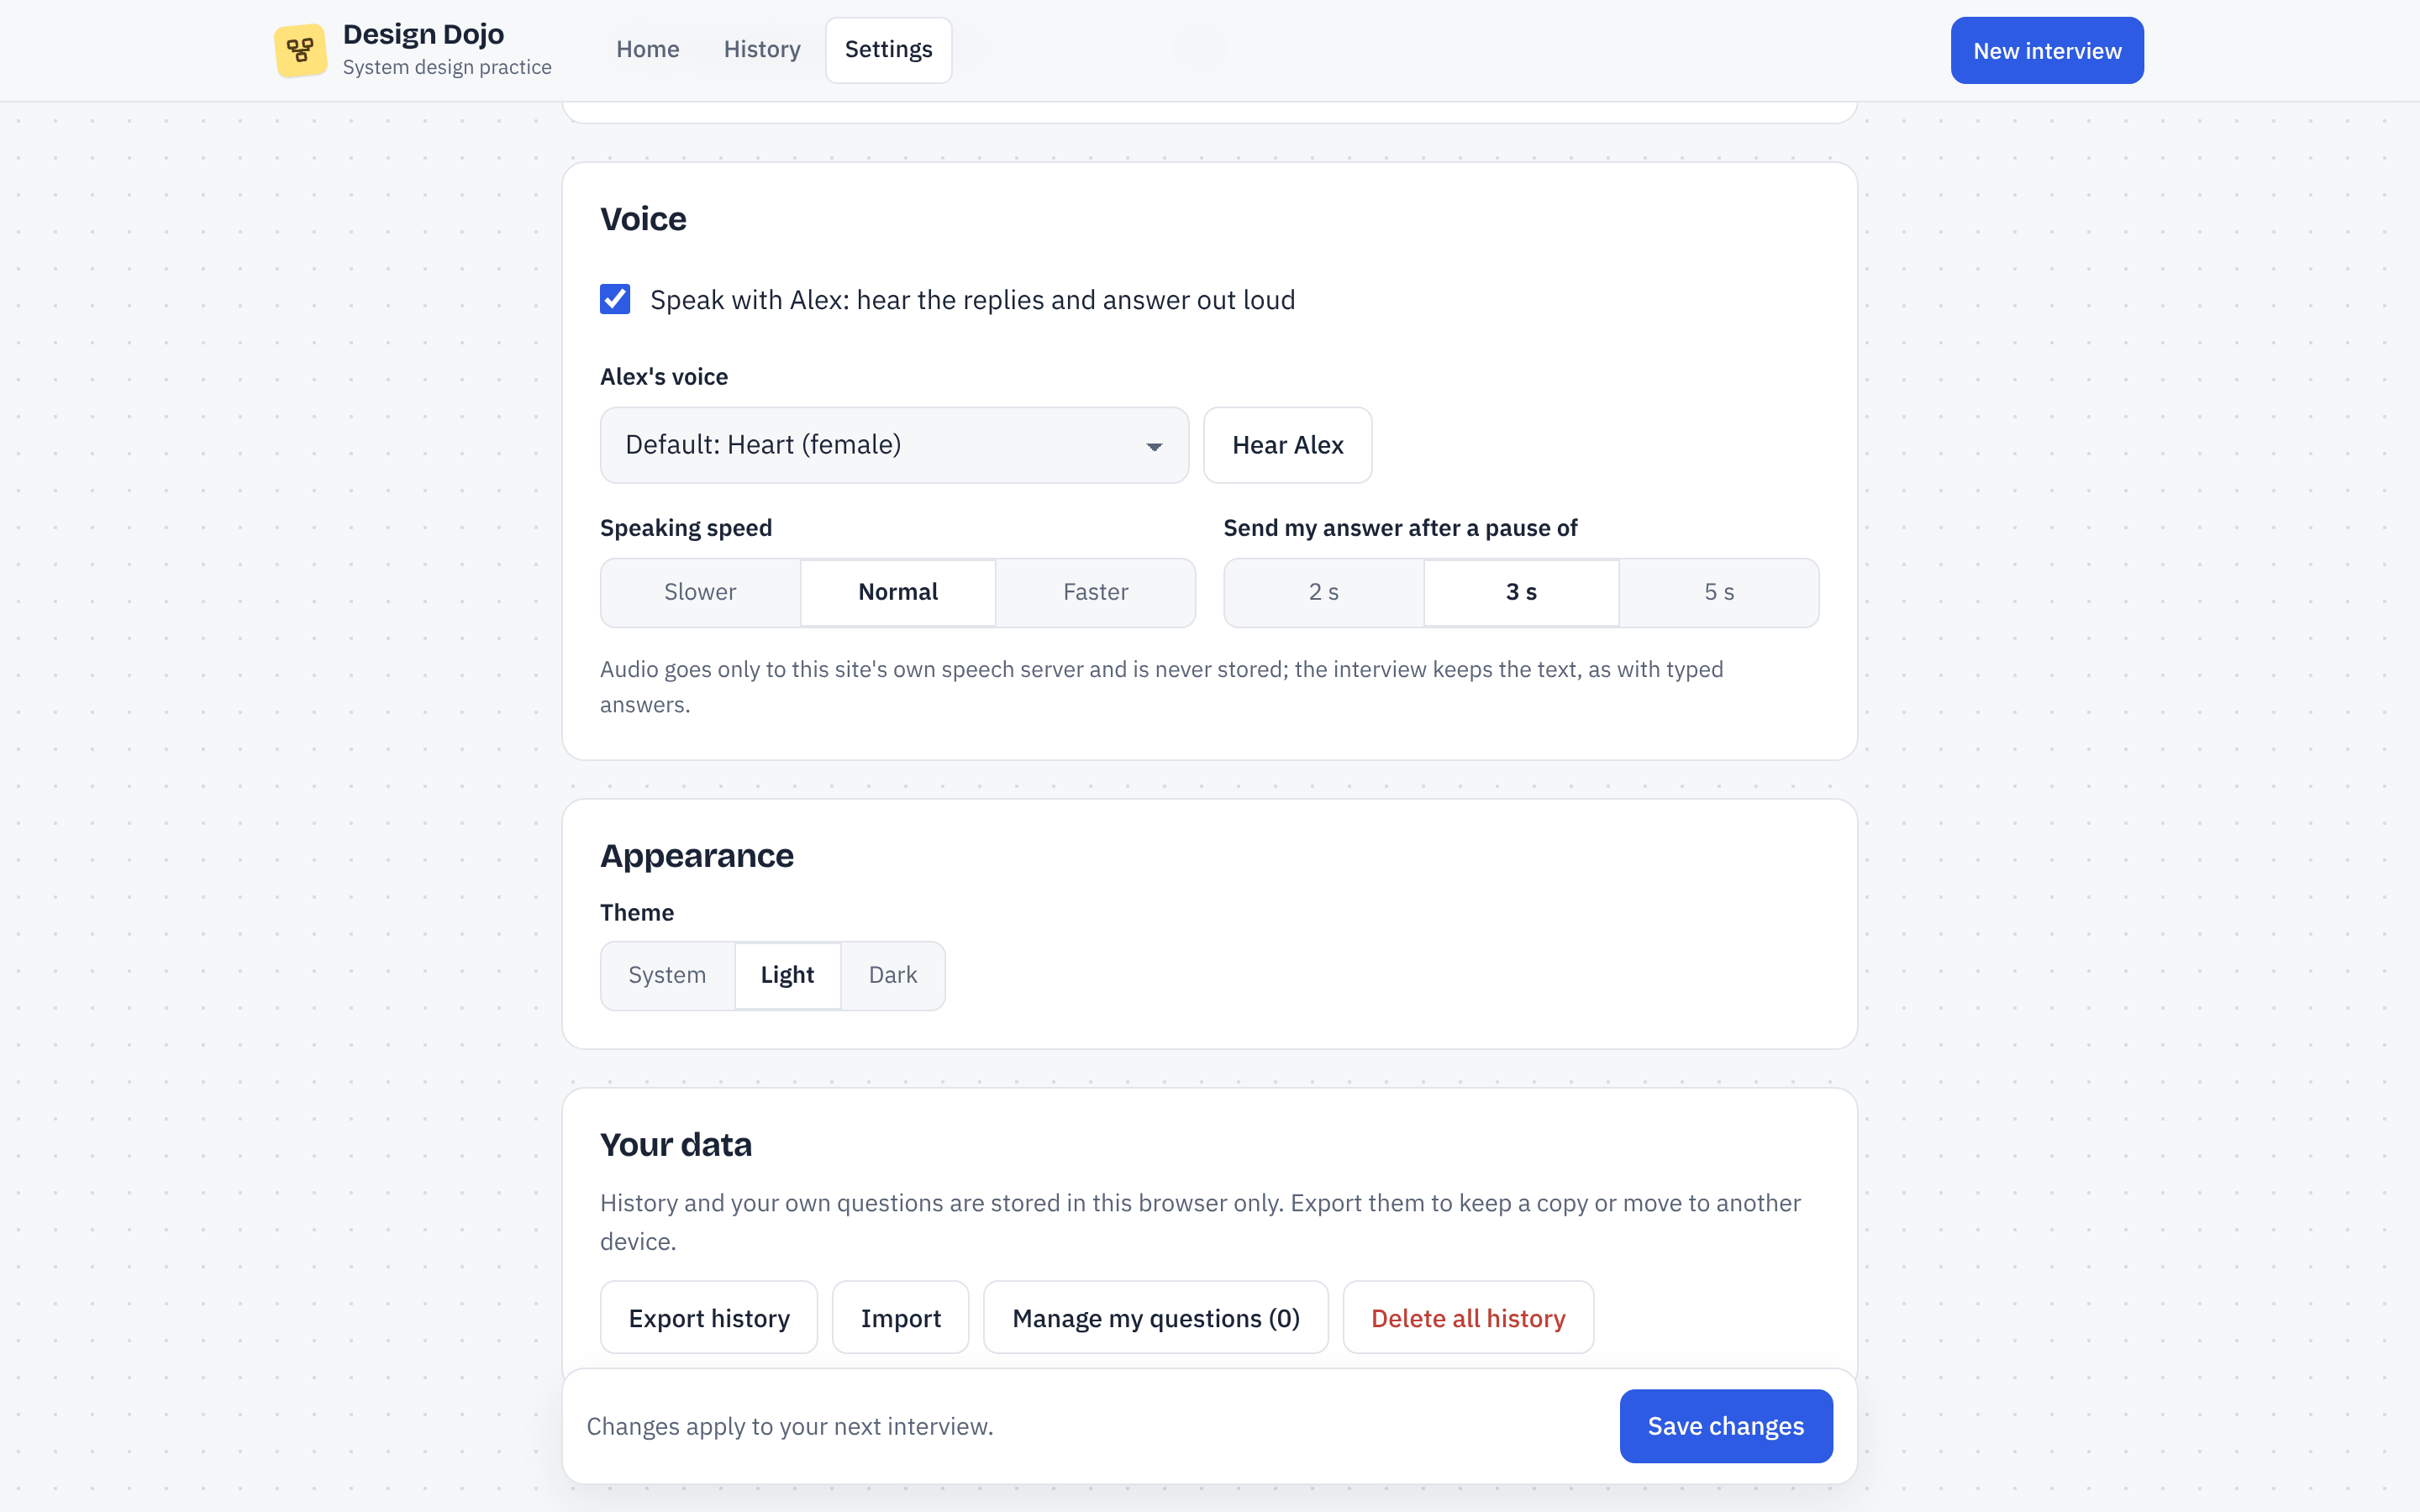 Design Dojo
System design practice
Home
History
Settings
New interview
Voice
Speak with Alex: hear the replies and answer out loud
Alex's voice
Default: Heart (female)
Hear Alex
Speaking speed
Slower
Normal
Faster
Send my answer after a pause of
2 s
3 s
5 s
Audio goes only to this site's own speech server and is never stored; the interview keeps the text, as with typed
answers.
Appearance
Theme
System
Light
Dark
Your data
History and your own questions are stored in this browser only. Export them to keep a copy or move to another
device.
Export history
Import
Manage my questions (0)
Delete all history
Changes apply to your next interview.
Save changes